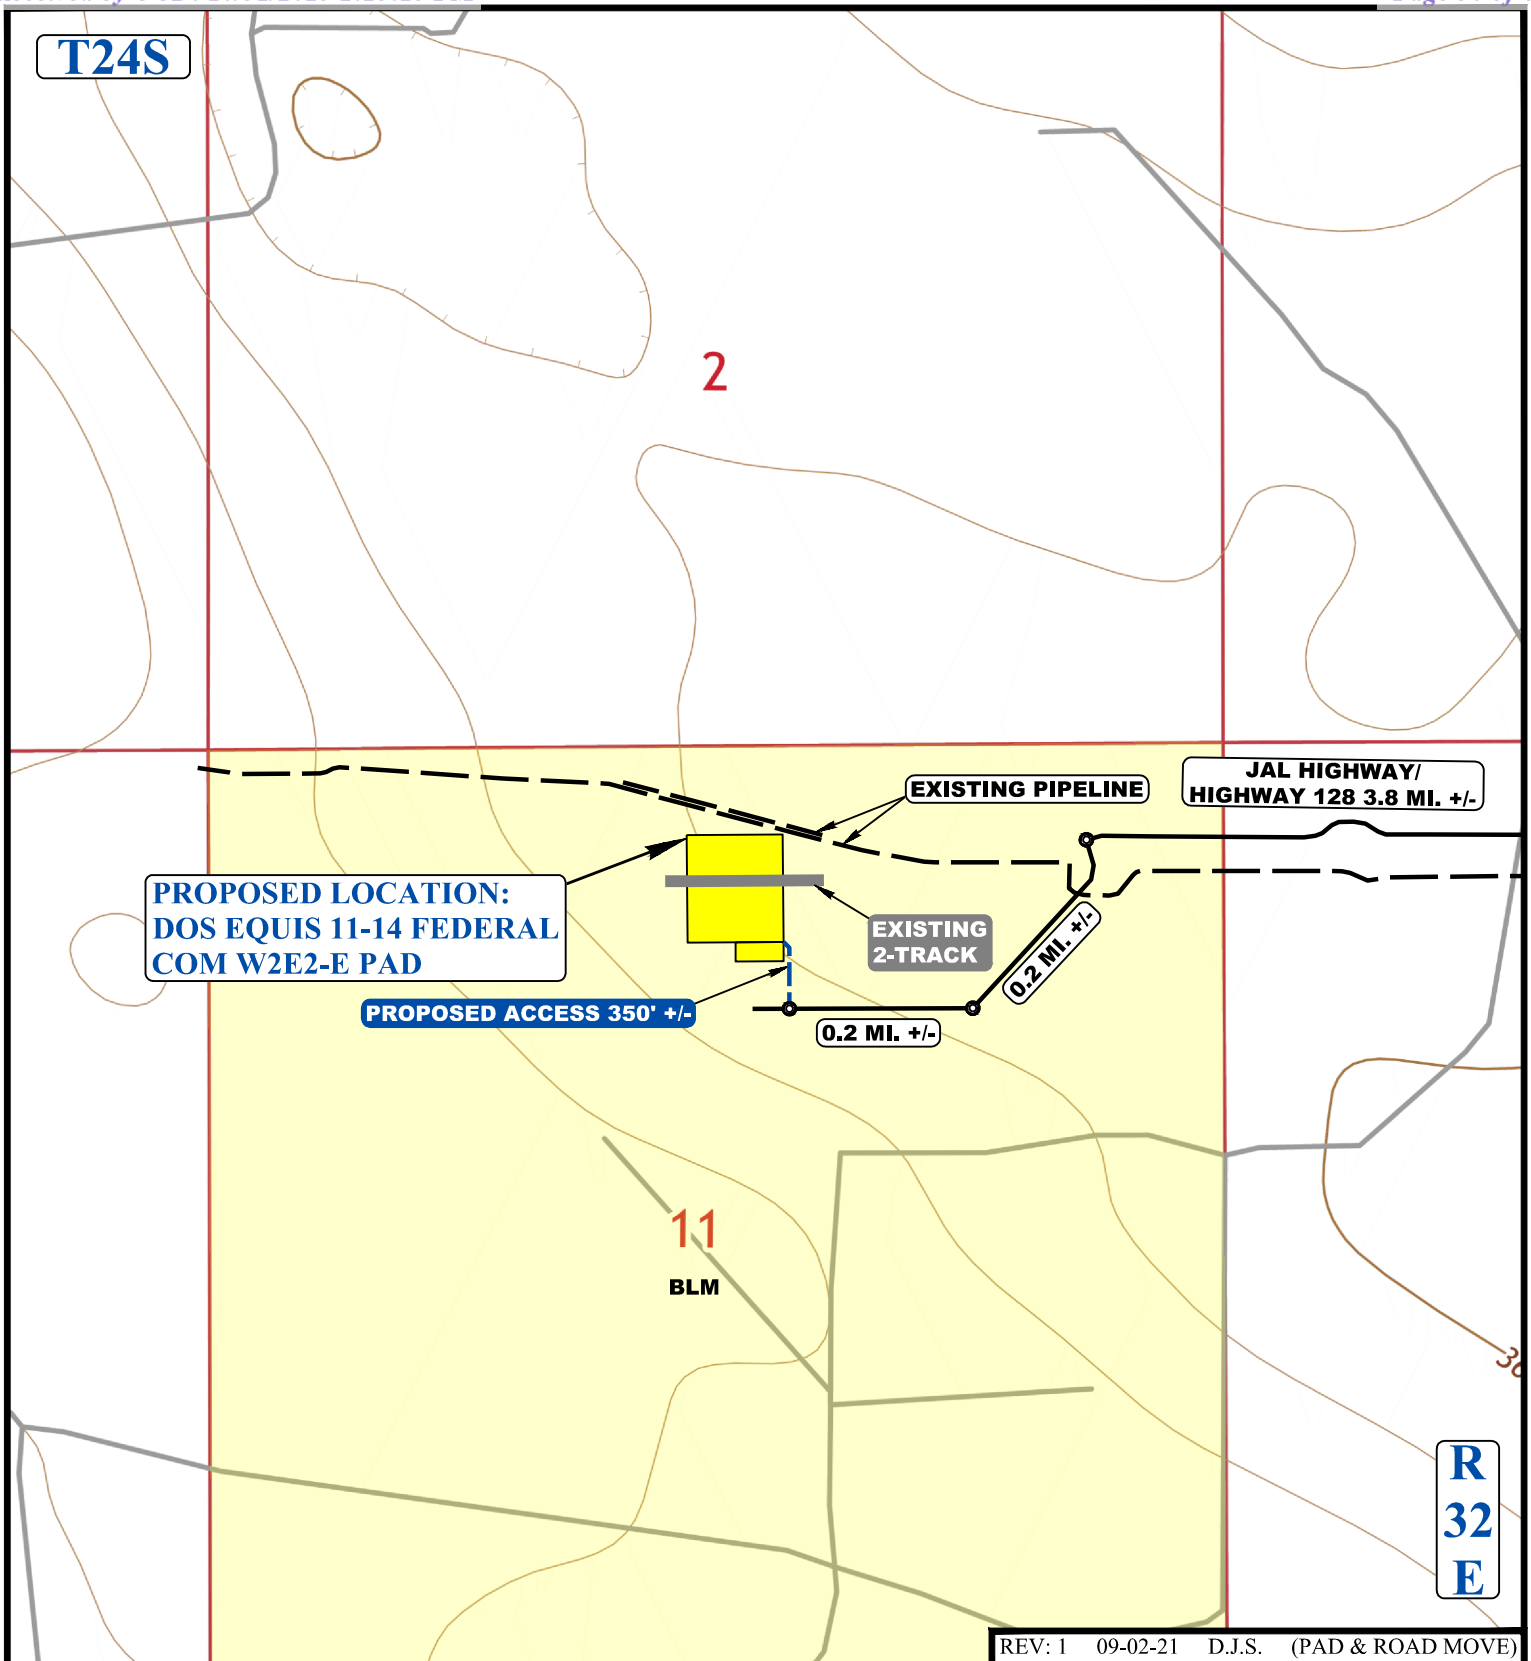 T24S
2
EXISTING PIPELINE
JAL HIGHWAY/
HIGHWAY 128 3.8 MI. +/-
PROPOSED LOCATION:
DOS EQUIS 11-14 FEDERAL
COM W2E2-E PAD
EXISTING
2-TRACK
0.2 MI. +/-
PROPOSED ACCESS 350' +/-
0.2 MI. +/-
11
BLM
R
32
E
REV: 1 09-02-21 D.J.S. (PAD & ROAD MOVE)